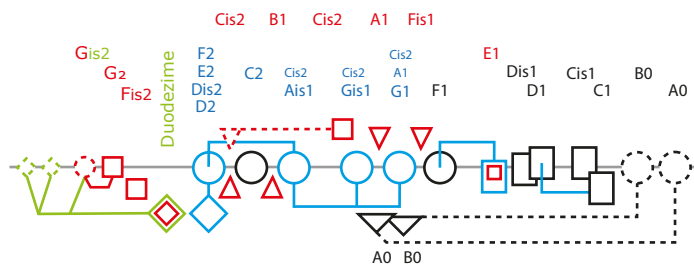 Cis2 B1 Cis2 A1 Fis1
Gis2
G2
Fis2
Duodezime
F2
E2
Dis2
D2
C2
Cis2
Ais1
Cis2
Gis1
Cis2
A1
G1
F1
E1
Dis1
D1
Cis1
C1
B0
A0
A0 B0